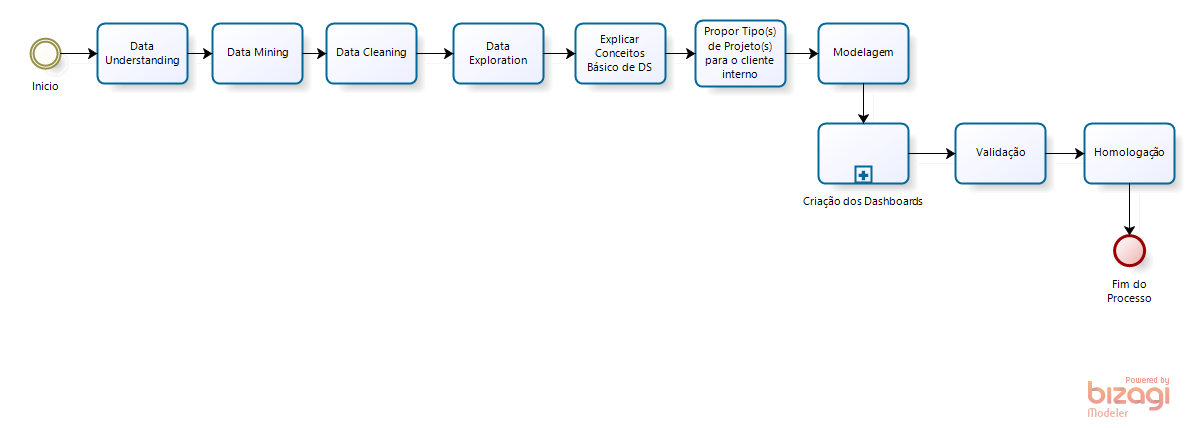 Data
Understanding
Data Mining
Data Cleaning
Data
Exploration
Explicar
Conceitos
Básico de DS
Propor Tipo(s)
de Projeto(s)
para o cliente
interno
Modelagem
Inicio
Criação dos Dashboards
Validação
Homologação
Fim do
Processo
Powered by
bizagi
Modeler